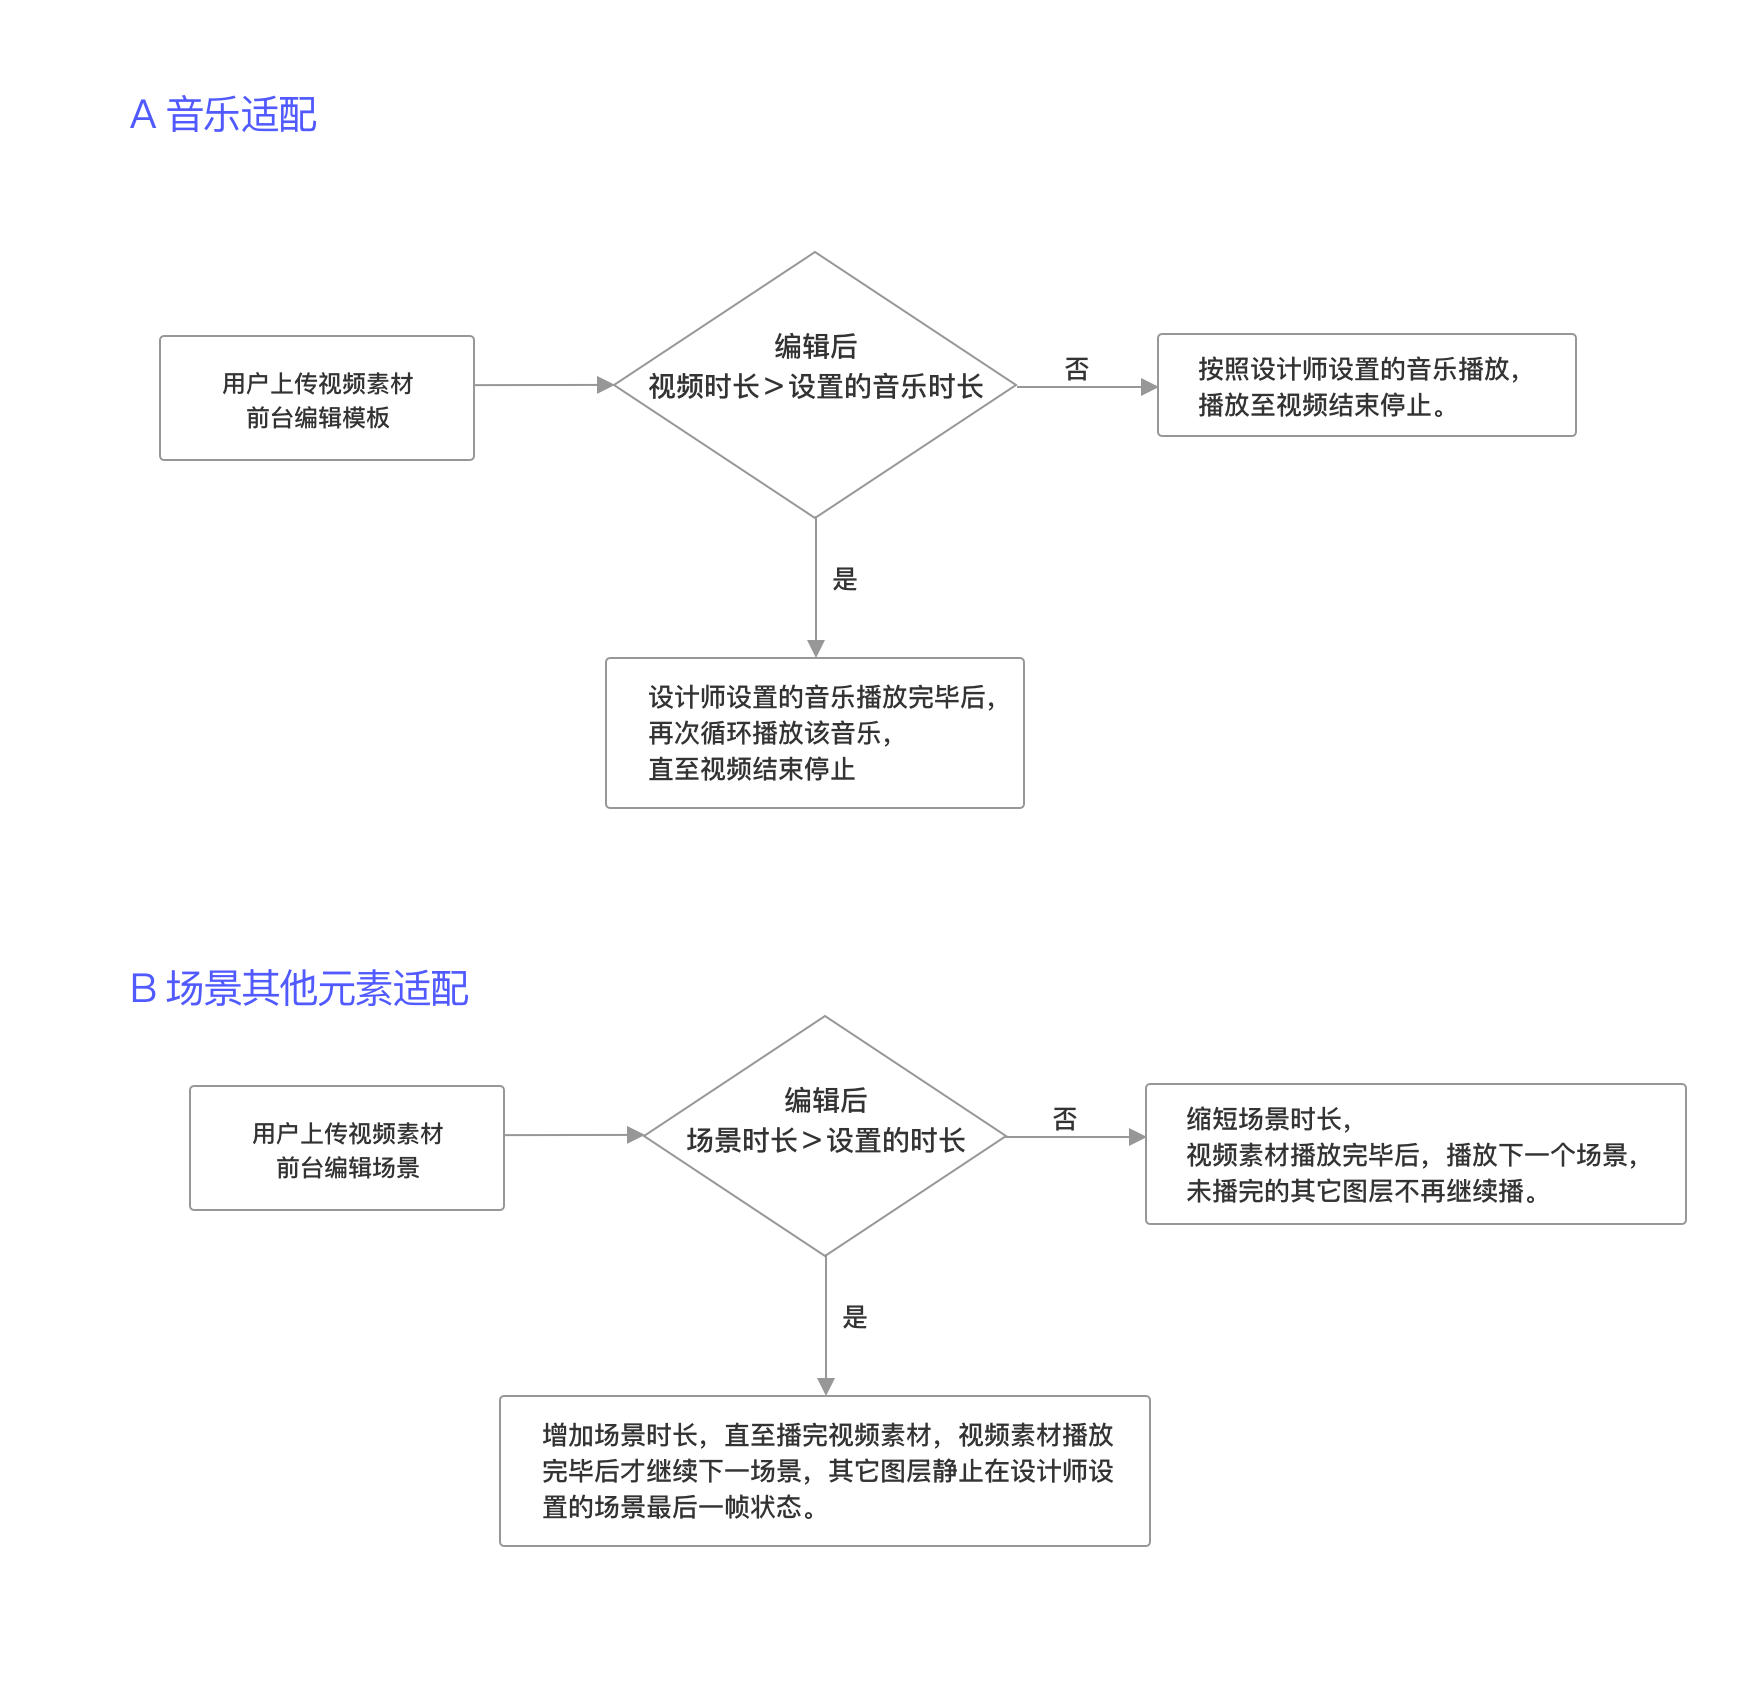 A 音乐适配
用户上传视频素材
前台编辑模板
编辑后
视频时长＞设置的音乐时长
否
按照设计师设置的音乐播放，
播放至视频结束停止。
是
设计师设置的音乐播放完毕后，
再次循环播放该音乐，
直至视频结束停止
B 场景其他元素适配
用户上传视频素材
前台编辑场景
编辑后
场景时长＞设置的时长
否
缩短场景时长，
视频素材播放完毕后，播放下一个场景，
未播完的其它图层不再继续播。
是
增加场景时长，直至播完视频素材，视频素材播放
完毕后才继续下一场景，其它图层静止在设计师设
置的场景最后一帧状态。